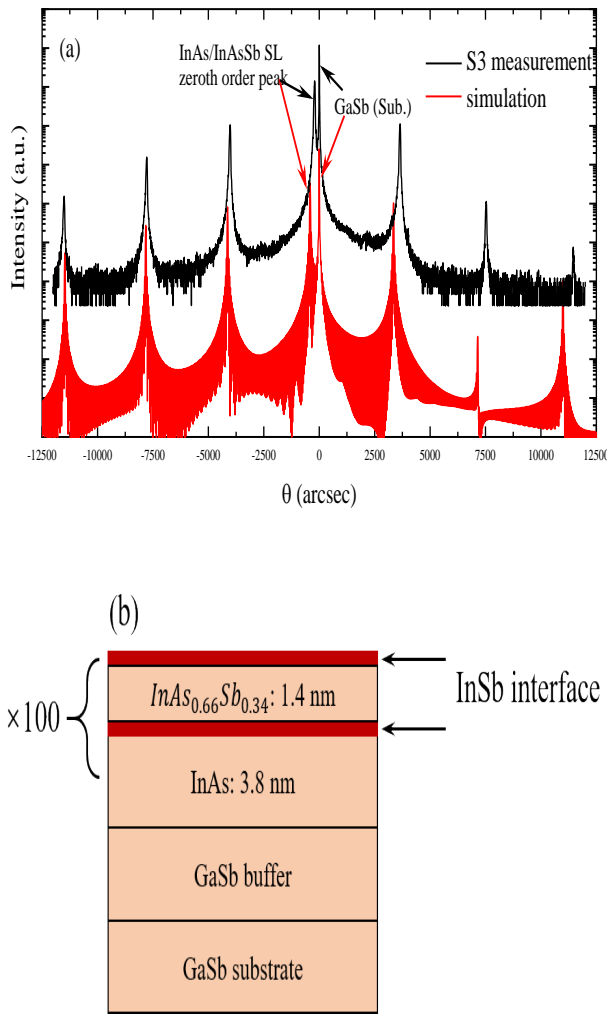 (a)
InAs/InAsSb SL
zeroth order peak
GaSb (Sub.)
S3 measurement
simulation
Intensity (a.u.)
-12500 -10000 -7500 -5000 -2500 0 2500 5000 7500 10000 12500
θ (arcsec)
(b)
×100
InAs0.66Sb0.34: 1.4 nm
InSb interface
InAs: 3.8 nm
GaSb buffer
GaSb substrate